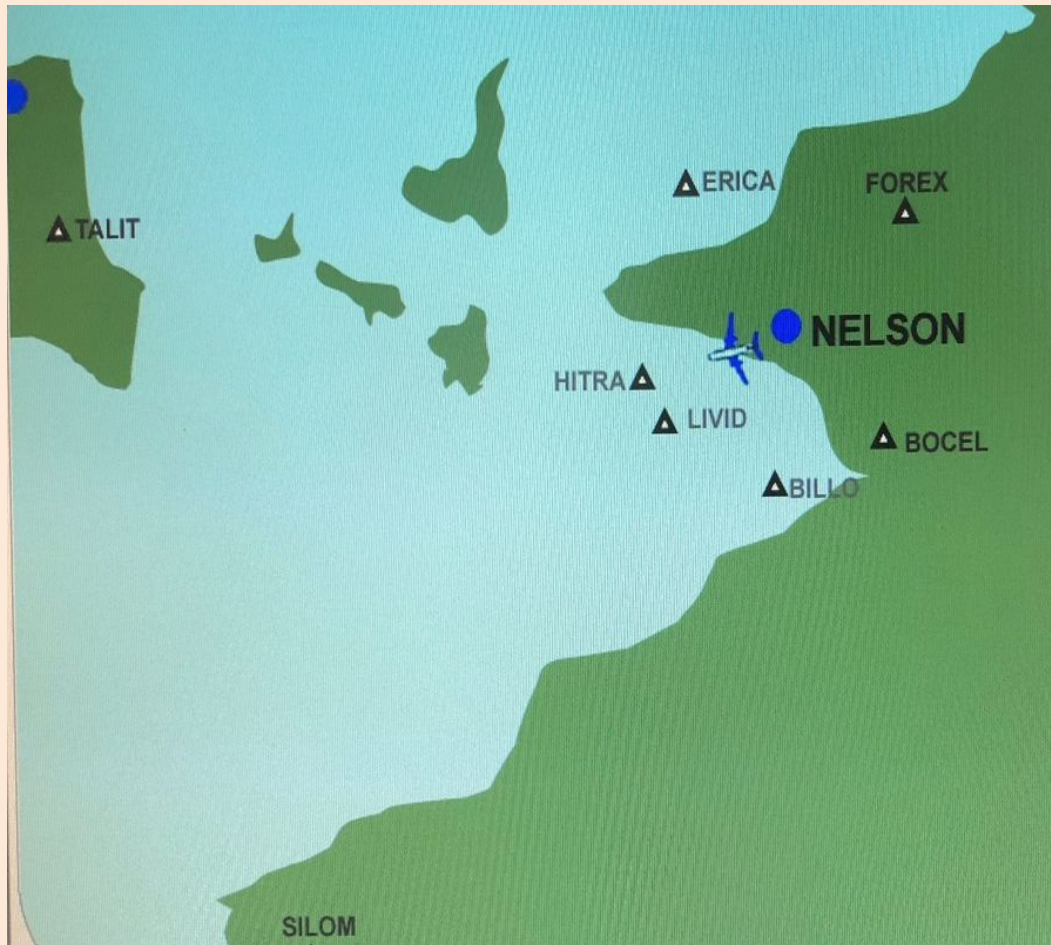 ERICA
FOREX
TALIT
NELSON
HITRA
LIVID
BOCEL
BILLO
SILOM